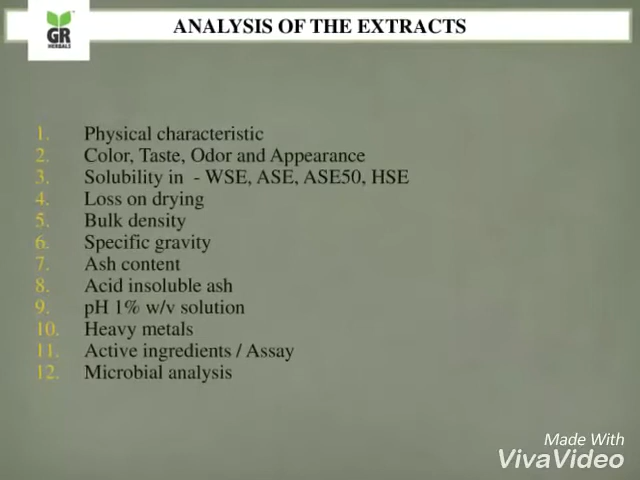 GR
HERBALS
ANALYSIS OF THE EXTRACTS
1. Physical characteristic
2. Color, Taste, Odor and Appearance
3. Solubility in - WSE, ASE, ASE50, HSE
4. Loss on drying
5. Bulk density
6. Specific gravity
7. Ash content
8. Acid insoluble ash
9. pH 1% w/v solution
10. Heavy metals
11. Active ingredients / Assay
12. Microbial analysis
Made With
VivaVideo